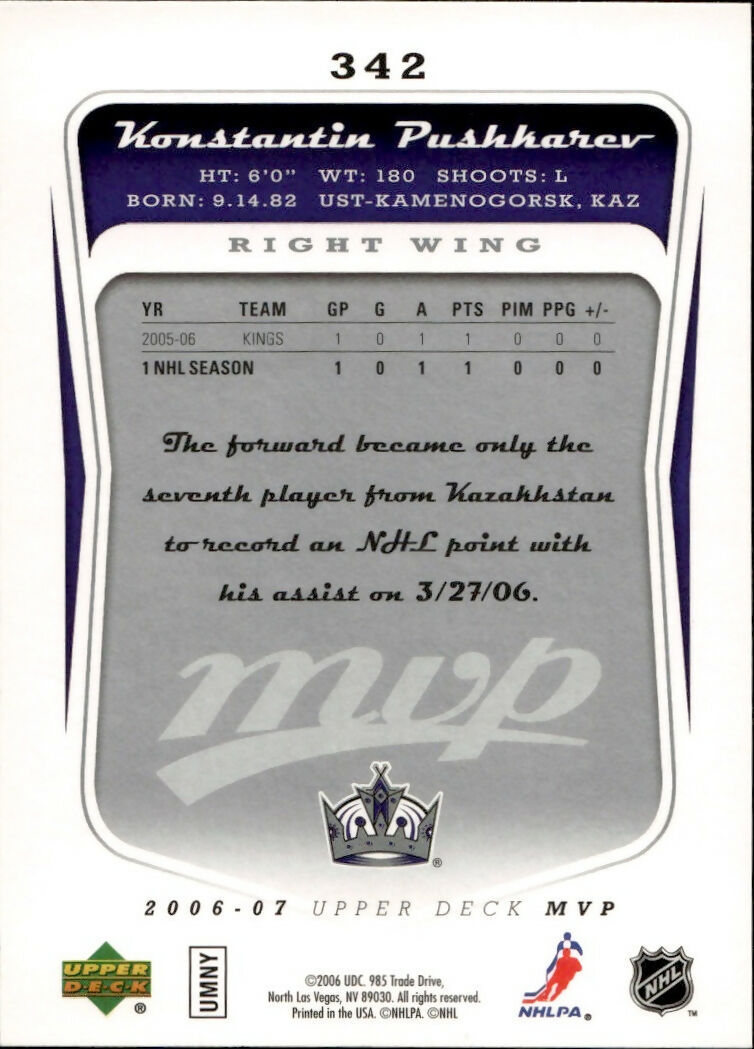 342
Konstantin Pushkarev
HT: 6'0" WT: 180 SHOOTS: L
BORN: 9.14.82 UST-KAMENOGORSK, KAZ
RIGHT WING
YR TEAM GP G A PTS PIM PPG +/-
2005-06 KINGS 1 0 1 1 0 0 0
1 NHL SEASON 1 0 1 1 0 0 0
The forward became only the
seventh player from Kazakhstan
to record an NHL point with
his assist on 3/27/06.
mvp
®
2006-07 UPPER DECK MVP
UPPER
DECK
®
UMNY
©2006 UDC. 985 Trade Drive,
North Las Vegas, NV 89030. All rights reserved.
Printed in the USA. ©NHLPA. ©NHL
NHLPA®
NHL
TM